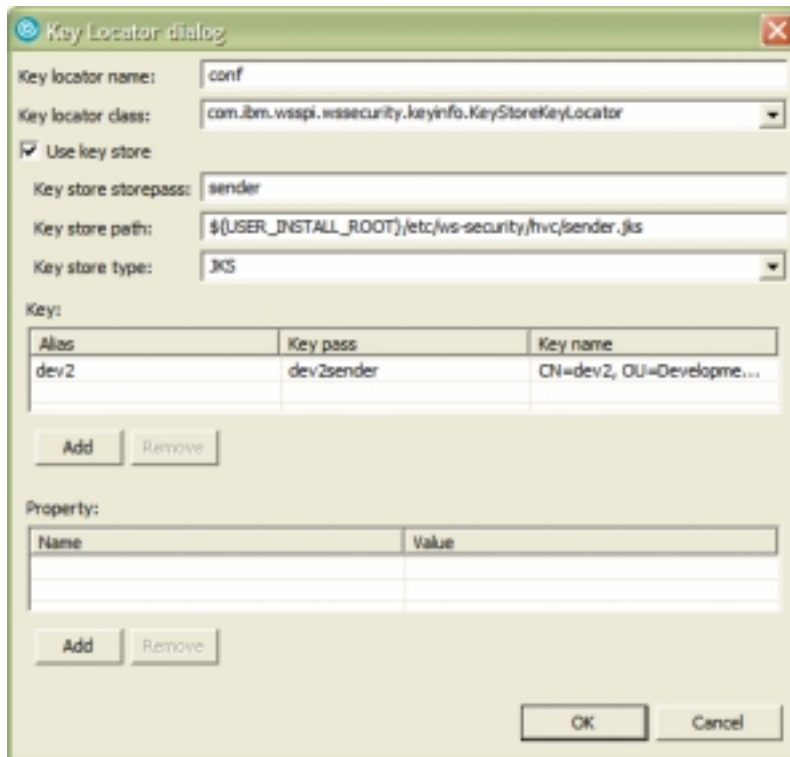 Key Locator dialog
Key locator name: conf
Key locator class: com.ibm.wsspi.wssecurity.keyinfo.KeyStoreKeyLocator
Use key store
Key store storepass: sender
Key store path: ${USER_INSTALL_ROOT}/etc/ws-security/hvc/sender.jks
Key store type: JKS
Key:
Alias Key pass Key name
dev2 dev2sender CN=dev2, OU=Developme...
Add Remove
Property:
Name Value
Add Remove
OK Cancel